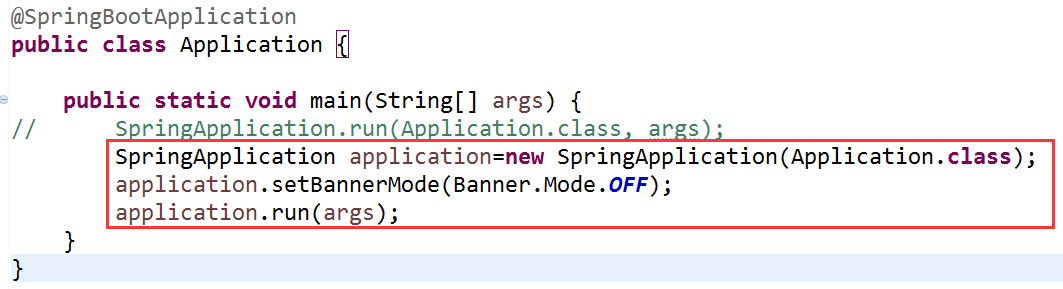 @SpringBootApplication
public class Application {
public static void main(String[] args) {
//      SpringApplication.run(Application.class, args);
SpringApplication application=new SpringApplication(Application.class);
application.setBannerMode(Banner.Mode.OFF);
application.run(args);
}
}